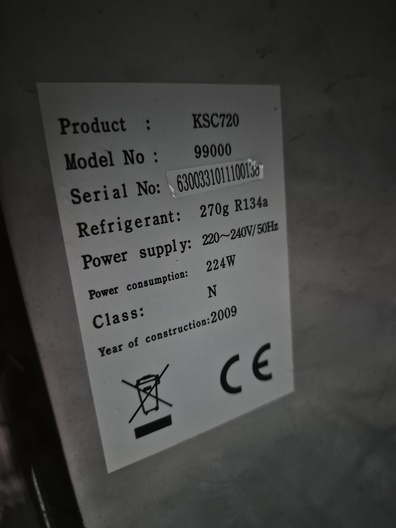 Product : KSC720
Model No : 99000
Serial No: 6300331011100138
Refrigerant: 270g R134a
Power supply: 220~240V/50Hz
Power consumption: 224W
Class: N
Year of construction:2009
CE